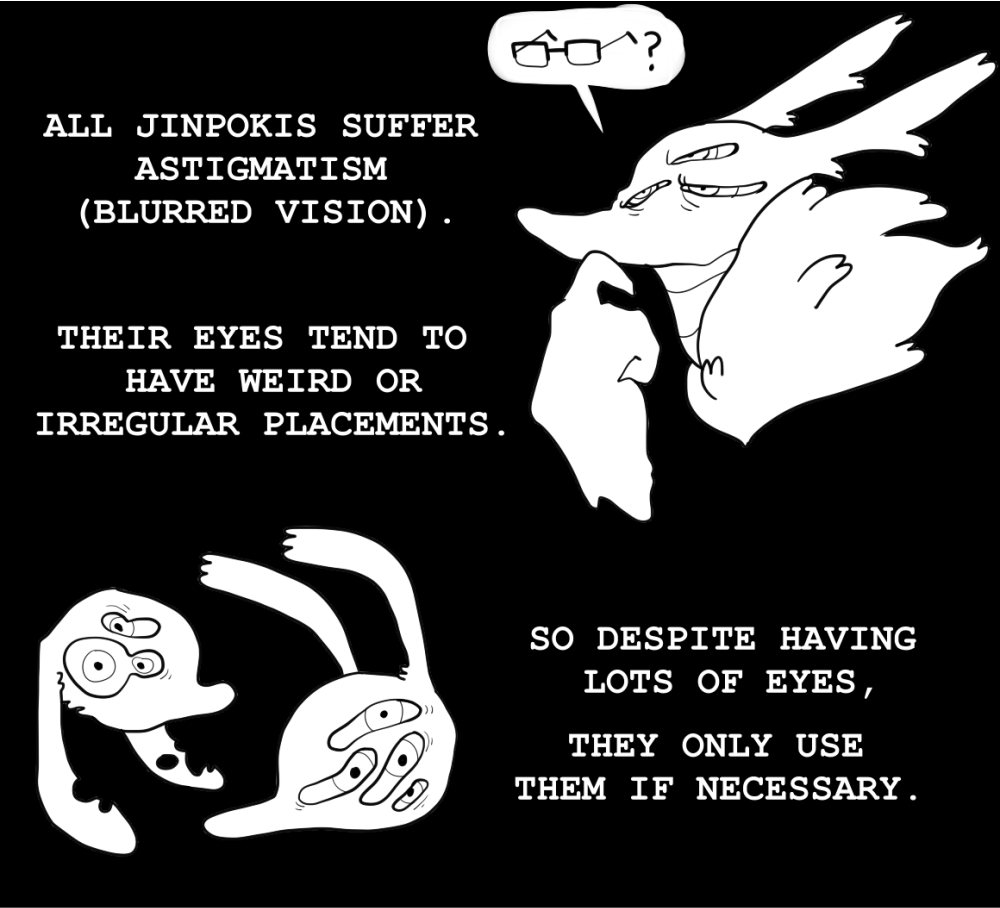 ?
ALL JINPOKIS SUFFER
ASTIGMATISM
(BLURRED VISION).
THEIR EYES TEND TO
HAVE WEIRD OR
IRREGULAR PLACEMENTS.
SO DESPITE HAVING
LOTS OF EYES,
THEY ONLY USE
THEM IF NECESSARY.